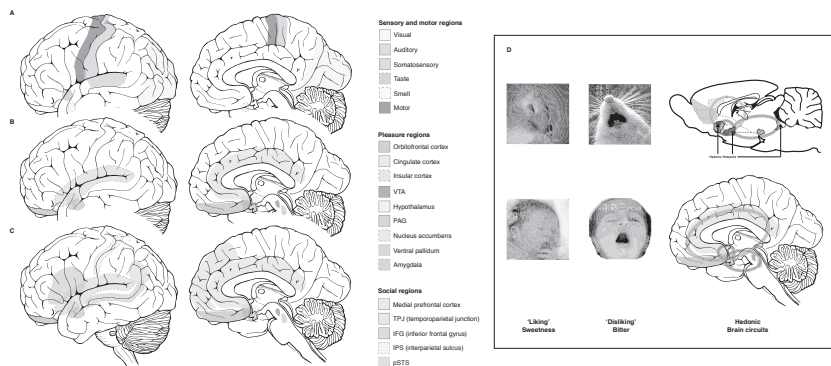 A
B
C
Sensory and motor regions
Visual
Auditory
Somatosensory
Taste
Smell
Motor
Pleasure regions
Orbitofrontal cortex
Cingulate cortex
Insular cortex
VTA
Hypothalamus
PAG
Nucleus accumbens
Ventral pallidum
Amygdala
Social regions
Medial prefrontal cortex
TPJ (temporoparietal junction)
IFG (inferior frontal gyrus)
IPS (interparietal sulcus)
pSTS
D
Hedonic Hotspots
‘Liking’
Sweetness
‘Disliking’
Bitter
Hedonic
Brain circuits